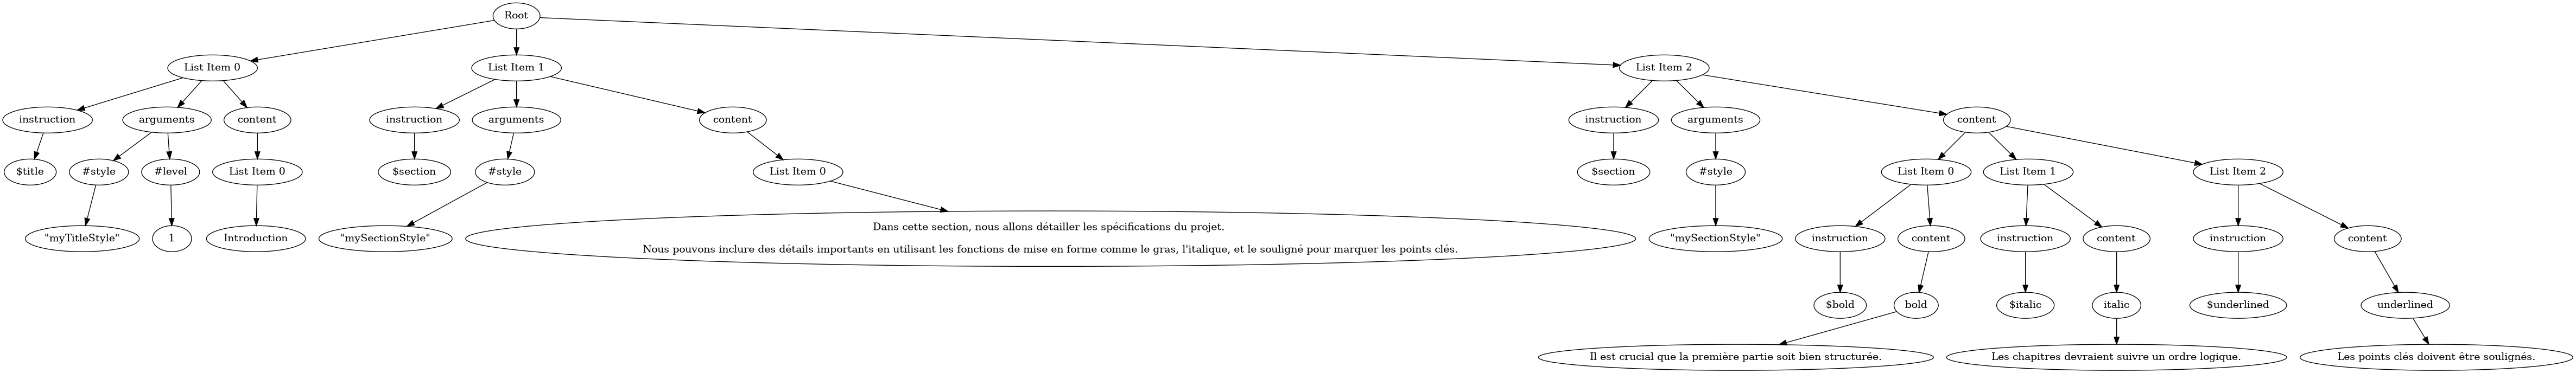 Root
List Item 0
List Item 1
List Item 2
instruction
arguments
content
instruction
arguments
content
instruction
arguments
content
$title
#style
#level
List Item 0
$section
#style
List Item 0
$section
#style
List Item 0
List Item 1
List Item 2
"myTitleStyle"
1
Introduction
"mySectionStyle"
Dans cette section, nous allons détailler les spécifications du projet.
Nous pouvons inclure des détails importants en utilisant les fonctions de mise en forme comme le gras, l'italique, et le souligné pour marquer les points clés.
"mySectionStyle"
instruction
content
instruction
content
instruction
content
$bold
bold
$italic
italic
$underlined
underlined
Il est crucial que la première partie soit bien structurée.
Les chapitres devraient suivre un ordre logique.
Les points clés doivent être soulignés.